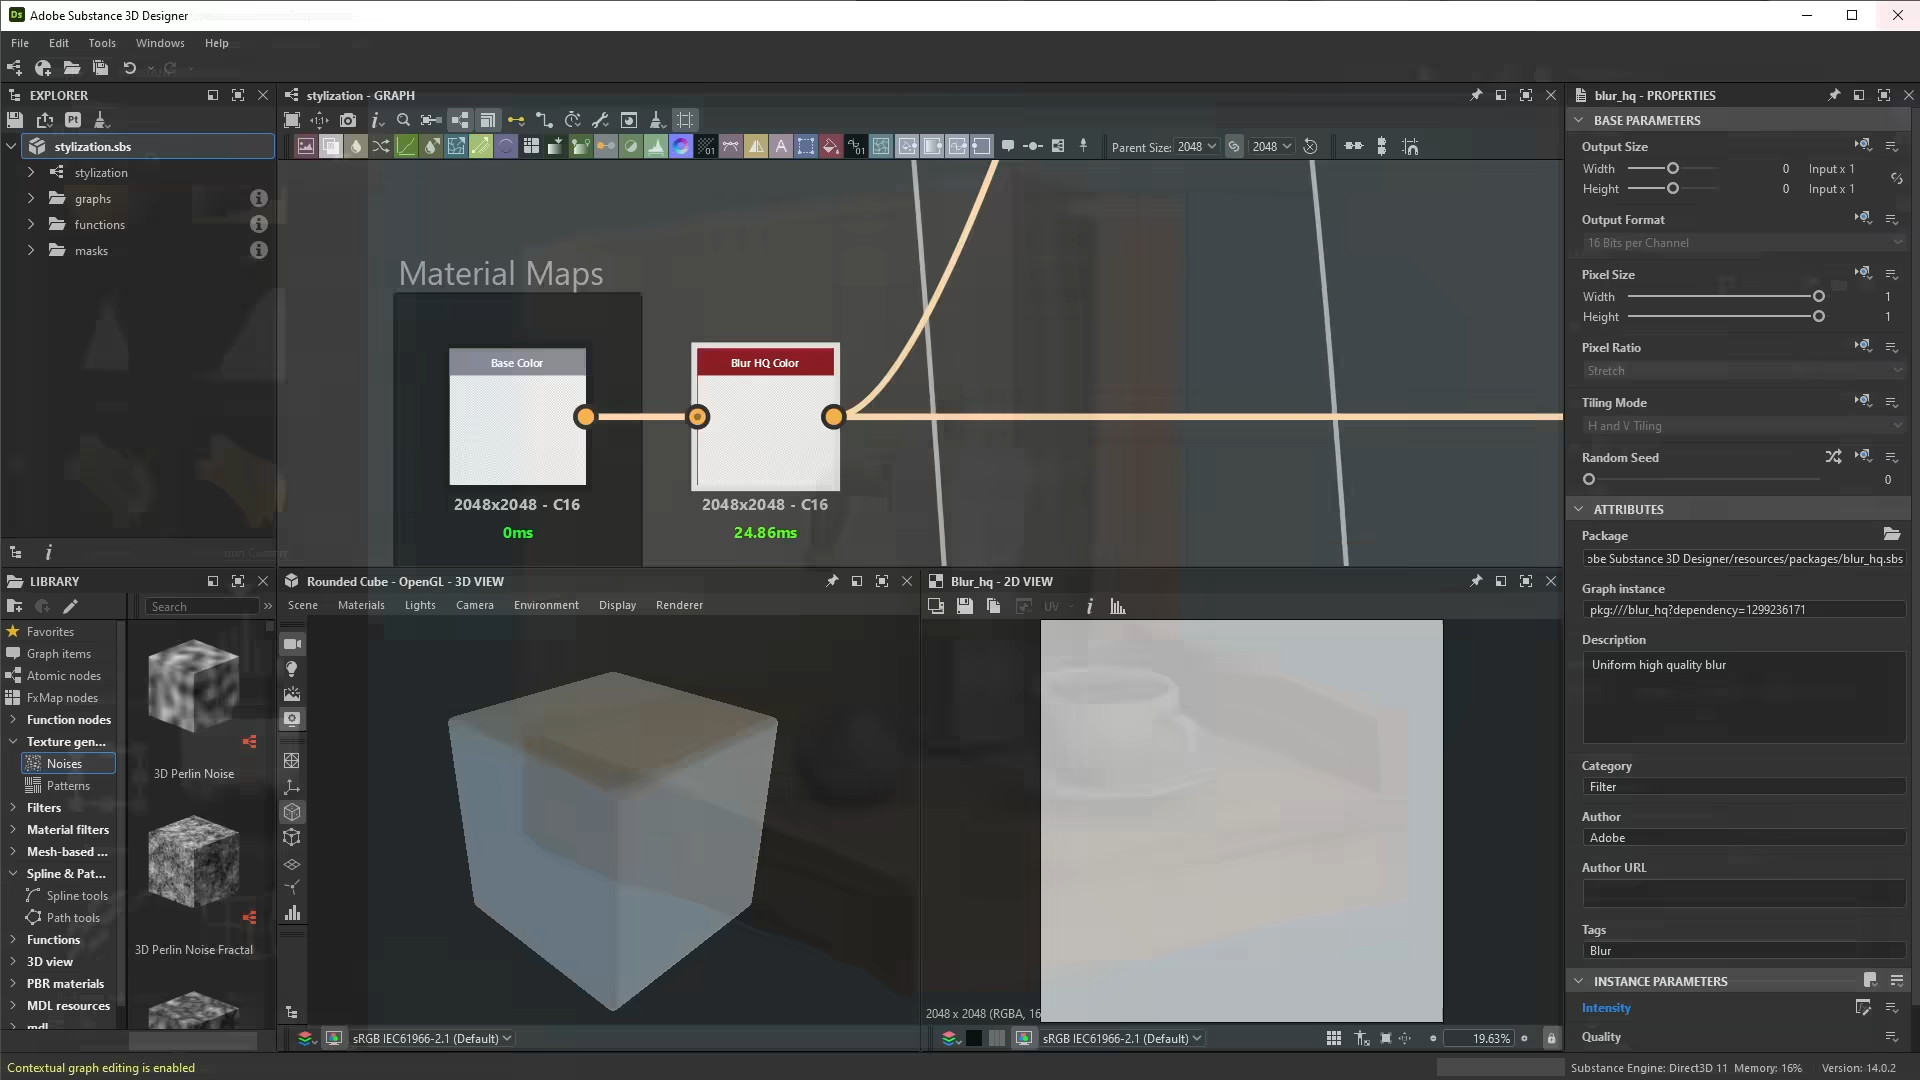 Ds Adobe Substance 3D Designer
File Edit Tools Windows Help
EXPLORER
Pt
stylization.sbs
stylization
graphs
functions
masks
stylization - GRAPH
Parent Size: 2048 2048
Material Maps
Base Color
2048x2048 - C16
0ms
Blur HQ Color
2048x2048 - C16
24.86ms
LIBRARY
Search
Favorites
Graph items
Atomic nodes
FxMap nodes
Function nodes
Texture gen...
Noises
Patterns
Filters
Material filters
Mesh-based ...
Spline & Pat...
Spline tools
Path tools
Functions
3D view
PBR materials
MDL resources
mdl
3D Perlin Noise
3D Perlin Noise Fractal
Rounded Cube - OpenGL - 3D VIEW
Scene Materials Lights Camera Environment Display Renderer
sRGB IEC61966-2.1 (Default)
Blur_hq - 2D VIEW
UV
2048 x 2048 (RGBA, 16
sRGB IEC61966-2.1 (Default)
19.63%
blur_hq - PROPERTIES
BASE PARAMETERS
Output Size
Width 0 Input x 1
Height 0 Input x 1
Output Format
16 Bits per Channel
Pixel Size
Width 1
Height 1
Pixel Ratio
Stretch
Tiling Mode
H and V Tiling
Random Seed
0
ATTRIBUTES
Package
obe Substance 3D Designer/resources/packages/blur_hq.sbs
Graph instance
pkg:///blur_hq?dependency=1299236171
Description
Uniform high quality blur
Category
Filter
Author
Adobe
Author URL
Tags
Blur
INSTANCE PARAMETERS
Intensity
Quality
Contextual graph editing is enabled
Substance Engine: Direct3D 11 Memory: 16% Version: 14.0.2